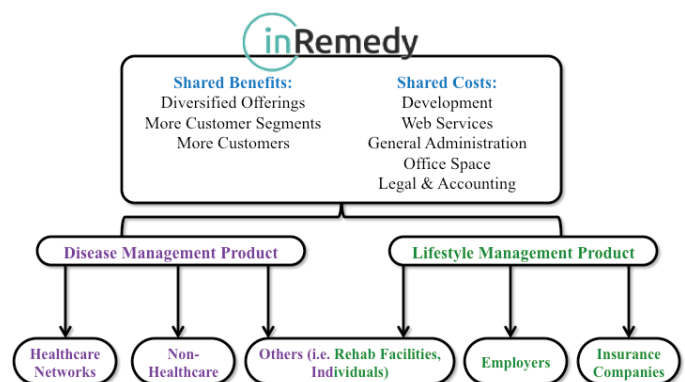 inRemedy
Shared Benefits:
Diversified Offerings
More Customer Segments
More Customers
Shared Costs:
Development
Web Services
General Administration
Office Space
Legal & Accounting
Disease Management Product
Lifestyle Management Product
Healthcare
Networks
Non-
Healthcare
Others (i.e. Rehab Facilities,
Individuals)
Employers
Insurance
Companies